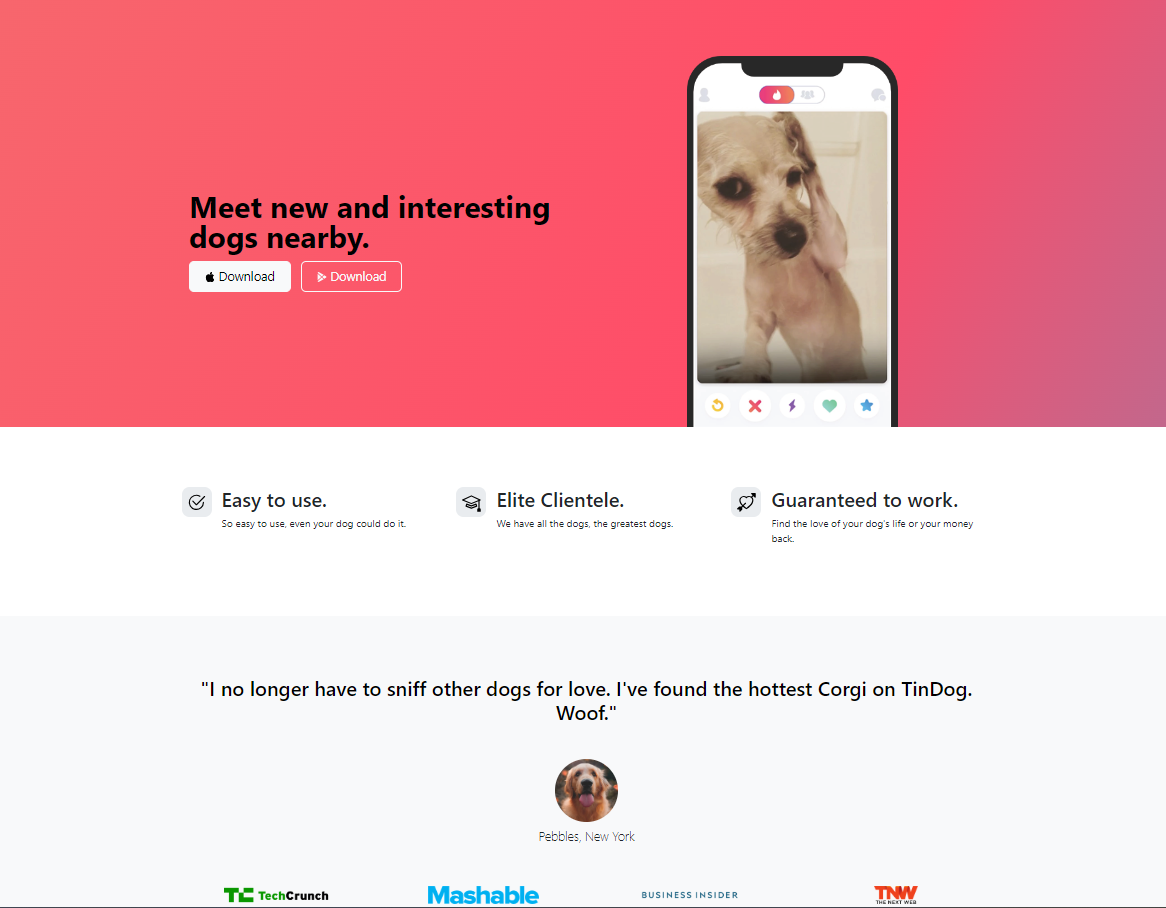 Meet new and interesting
dogs nearby.
Download Download
Easy to use.
So easy to use, even your dog could do it.
Elite Clientele.
We have all the dogs, the greatest dogs.
Guaranteed to work.
Find the love of your dog's life or your money
back.
"I no longer have to sniff other dogs for love. I've found the hottest Corgi on TinDog.
Woof."
Pebbles, New York
TC TechCrunch Mashable BUSINESS INSIDER TNW
THE NEXT WEB